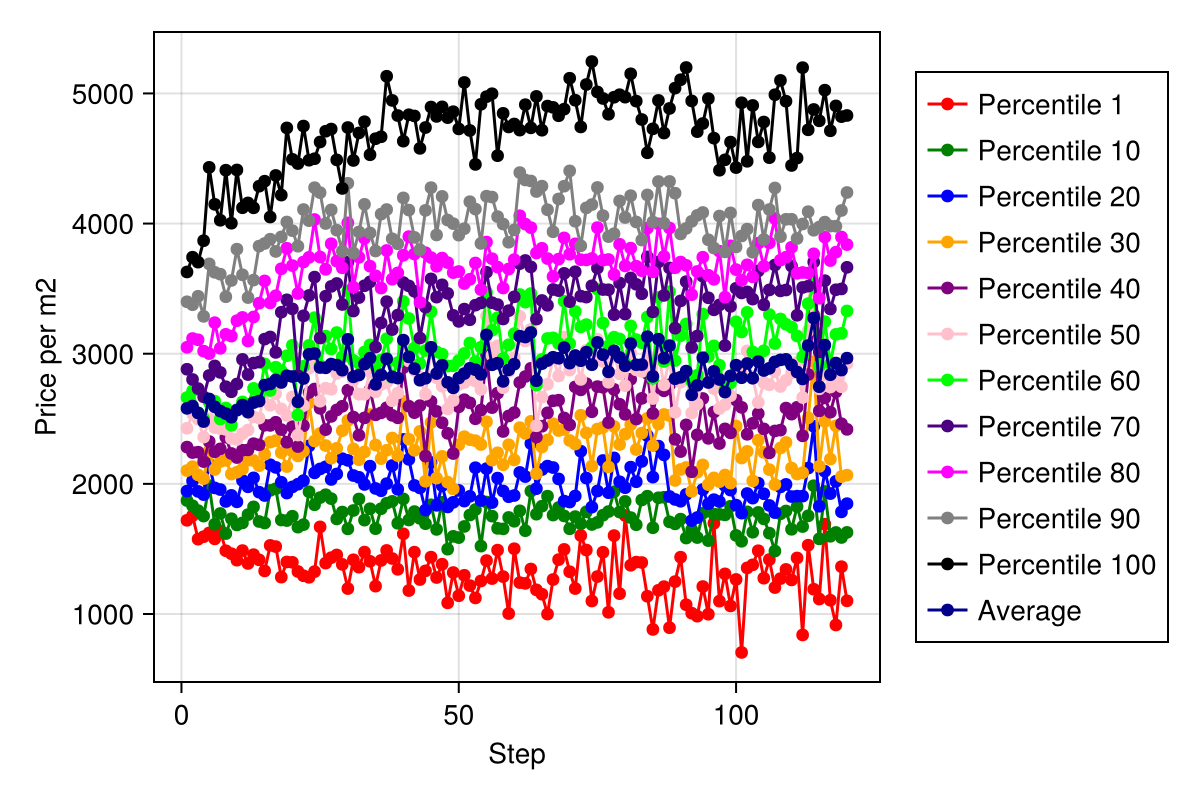 5000
4000
3000
2000
1000
Price per m2
0
50
100
Step
Percentile 1
Percentile 10
Percentile 20
Percentile 30
Percentile 40
Percentile 50
Percentile 60
Percentile 70
Percentile 80
Percentile 90
Percentile 100
Average